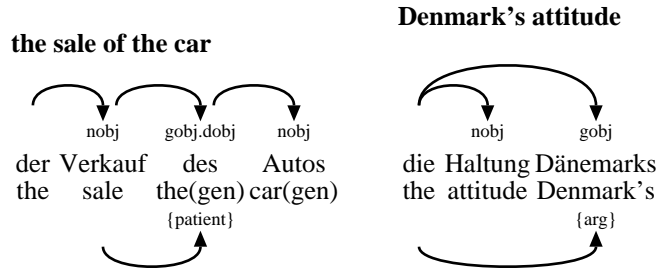 the sale of the car
nobj gobj.dobj nobj
der Verkauf des Autos
the sale the(gen) car(gen)
{patient}
Denmark's attitude
nobj gobj
die Haltung Dänemarks
the attitude Denmark's
{arg}